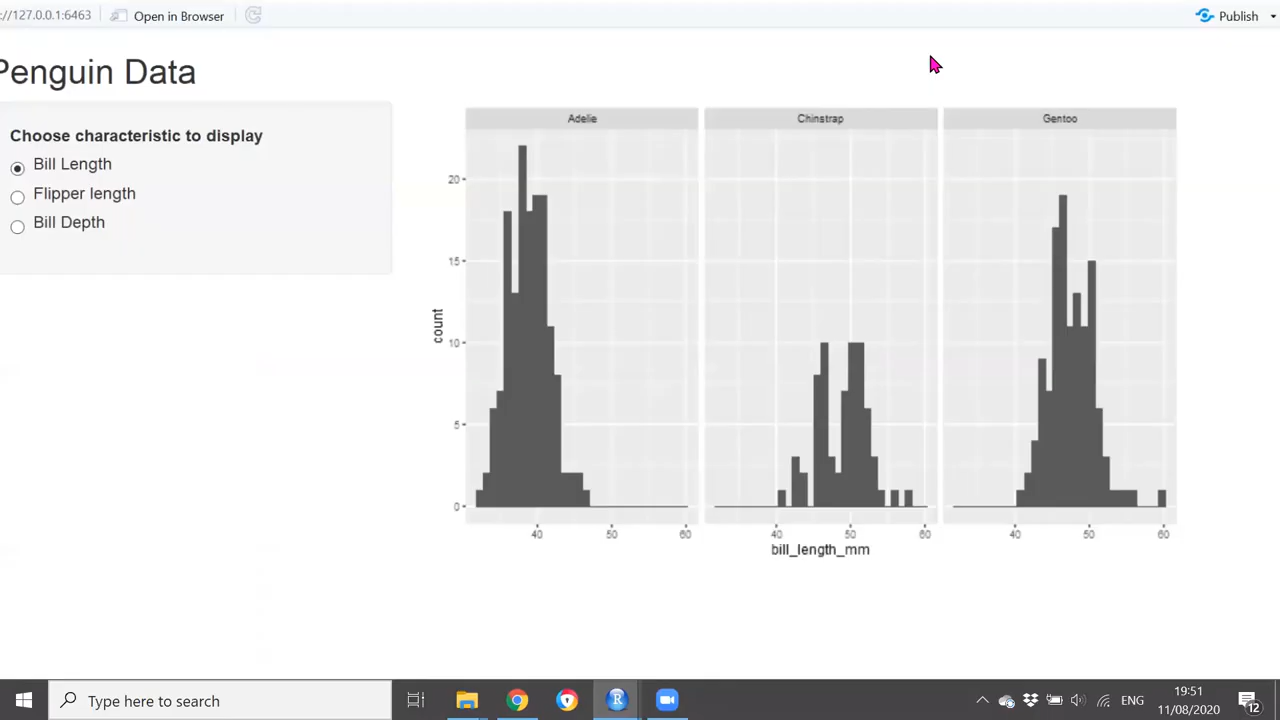 ://127.0.0.1:6463 Open in Browser Publish
Penguin Data
Choose characteristic to display
Bill Length
Flipper length
Bill Depth
Adelie Chinstrap Gentoo
20
15
10
5
0
count
40 50 60 40 50 60 40 50 60
bill_length_mm
Type here to search
ENG
19:51
11/08/2020
12